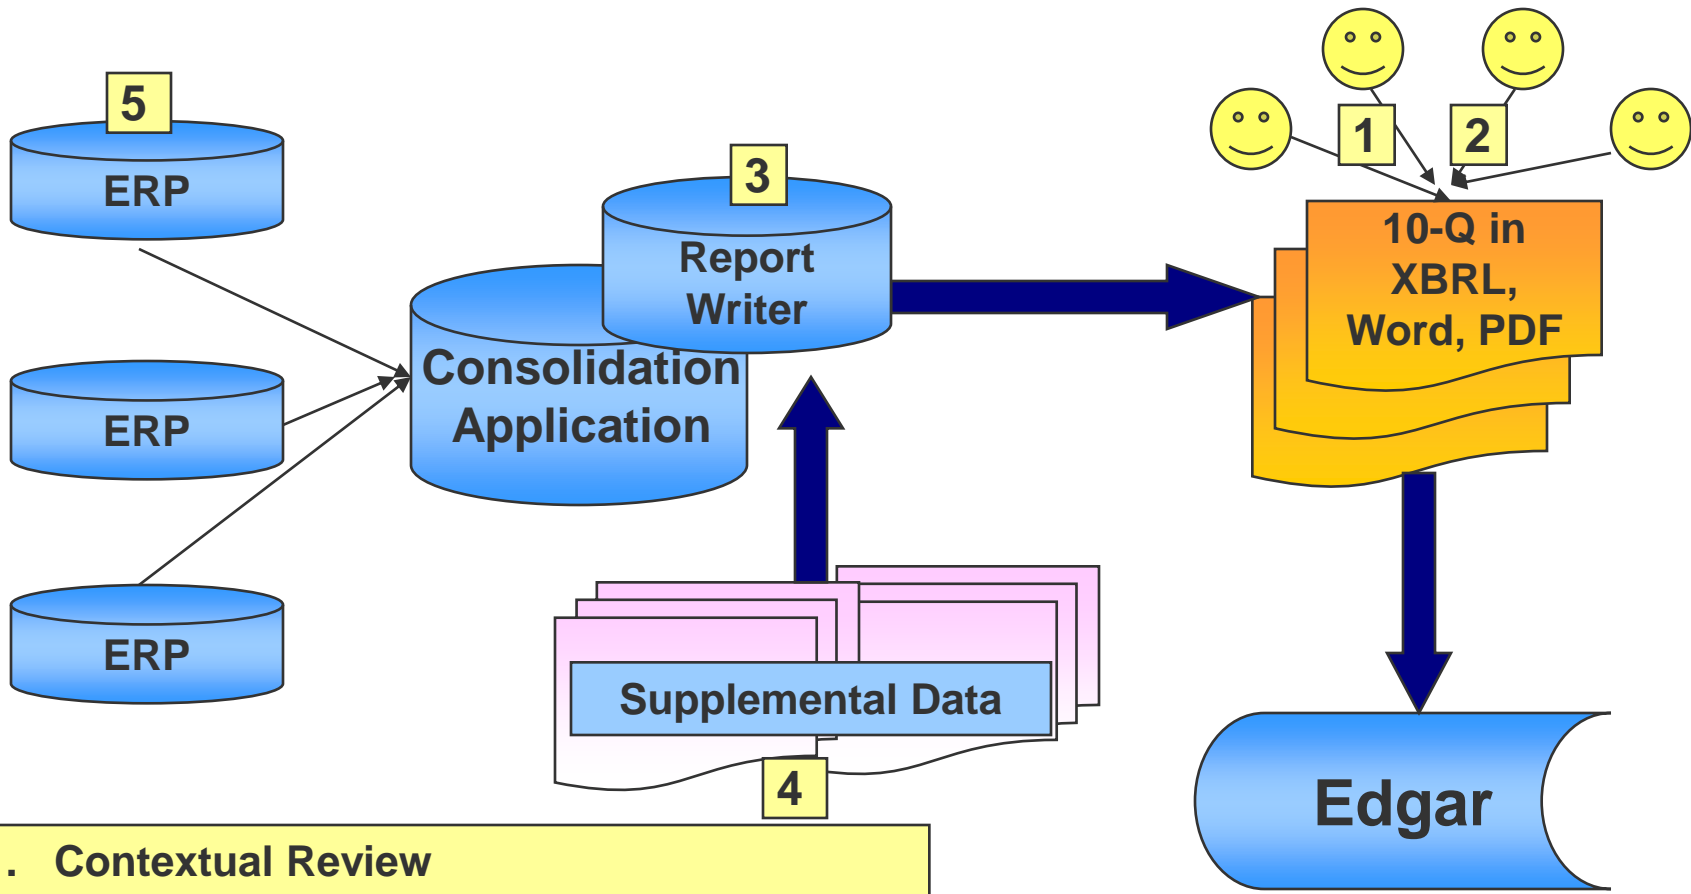 5
ERP
3
Report
Writer
1
2
10-Q in
XBRL,
Word, PDF
Consolidation
Application
ERP
ERP
Supplemental Data
4
Edgar
. Contextual Review